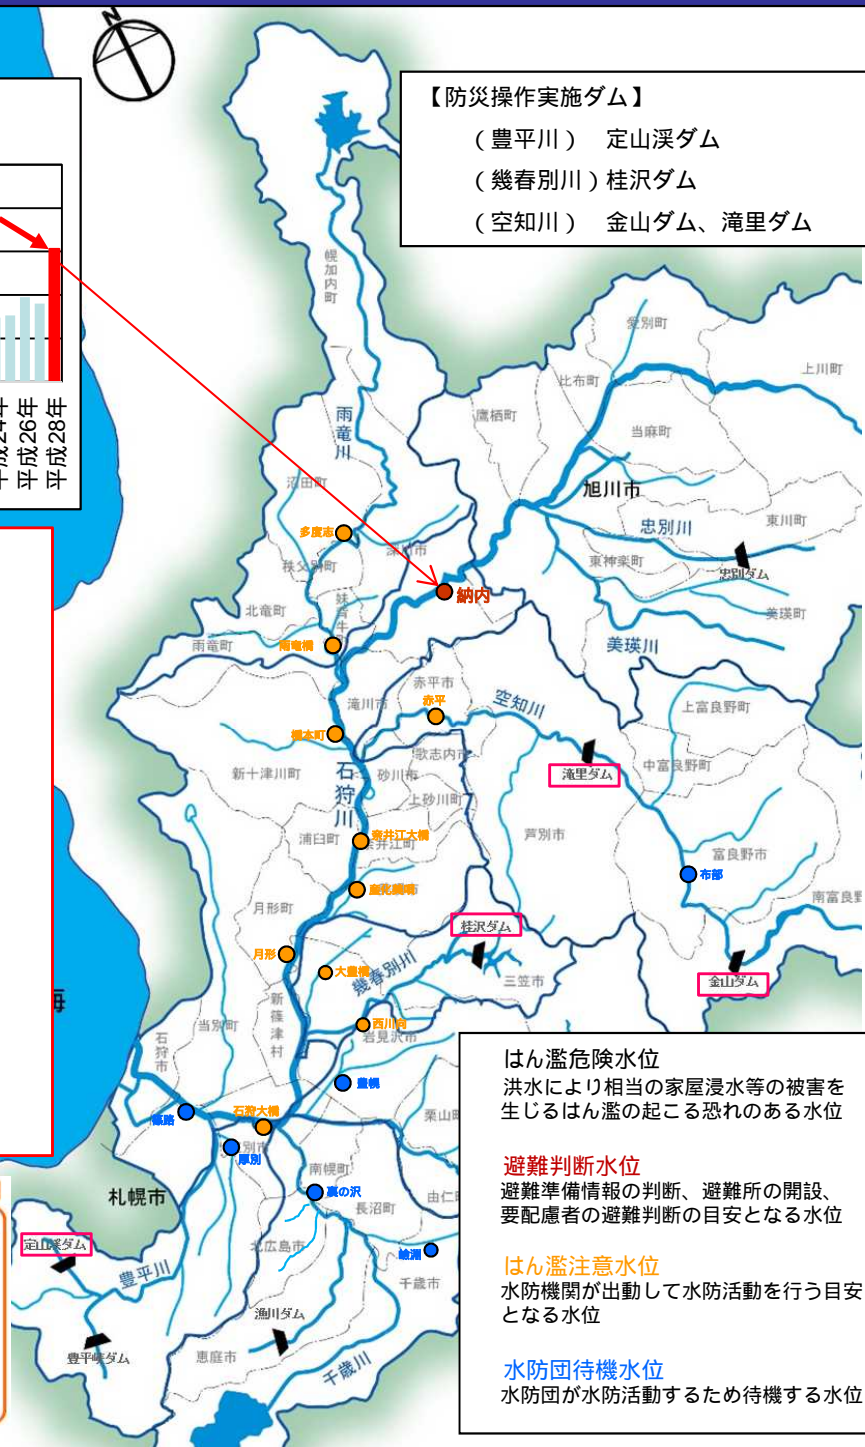 N
【防災操作実施ダム】
（豊平川）　定山渓ダム
（幾春別川）桂沢ダム
（空知川）　金山ダム、滝里ダム
平成24年
平成26年
平成28年
幌加内町
愛別町
上川町
比布町
鷹栖町
当麻町
雨竜川
旭川市
沼田町
忠別川
東川町
多度志
深川市
東神楽町
忠別ダム
秩父別町
納内
美瑛町
北竜町
妹背牛町
雨竜町
雨竜橋
美瑛川
赤平市
赤平
空知川
上富良野町
滝川市
橋本町
歌志内市
中富良野町
新十津川町
石狩川
砂川市
滝里ダム
上砂川町
浦臼町
奈井江大橋
奈井江町
芦別市
富良野市
布部
南富良野
月形町
桂沢ダム
月形
大豊橋
幾春別川
三笠市
金山ダム
海
新篠津村
当別町
西川向
岩見沢市
石狩市
豊幌
篠路
石狩大橋
栗山町
厚別
南幌町
裏の沢
長沼町
由仁町
札幌市
定山渓ダム
北広島市
嶮淵
豊平川
千歳市
漁川ダム
豊平峡ダム
恵庭市
千歳川
はん濫危険水位
洪水により相当の家屋浸水等の被害を
生じるはん濫の起こる恐れのある水位
避難判断水位
避難準備情報の判断、避難所の開設、
要配慮者の避難判断の目安となる水位
はん濫注意水位
水防機関が出動して水防活動を行う目安
となる水位
水防団待機水位
水防団が水防活動するため待機する水位